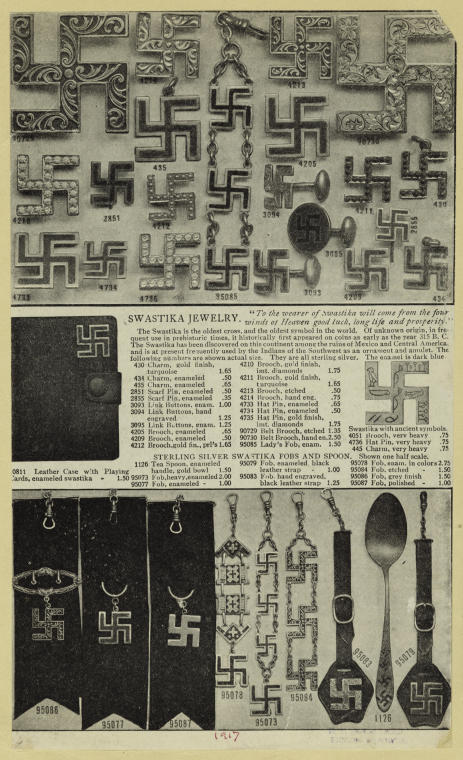 4214
4213
90729
90730
435
4205
4210
2851
4212
3094
4211
430
2855
3095
3093
4733
4734
4736
95085
4209
434
SWASTIKA JEWELRY.
"To the wearer of swastika will come from the four
winds of Heaven good luck, long life and prosperity."
The Swastika is the oldest cross, and the oldest symbol in the world. Of unknown origin, in fre-
quent use in prehistoric times, it historically first appeared on coins as early as the year 315 B. C.
The Swastika has been discovered on this continent among the ruins of Mexico and Central America,
and is at present frequently used by the Indians of the Southwest as an ornament and amulet. The
following numbers are shown actual size. They are all sterling silver. The enamel is dark blue.
430 Charm, gold finish, turquoise 1.65
434 Charm, enameled .50
435 Charm, enameled .65
2851 Scarf Pin, enameled .50
2855 Scarf Pin, enameled .35
3093 Link Buttons, enam. 1.00
3094 Link Buttons, hand engraved 1.25
3095 Link Buttons, enam. 1.25
4205 Brooch, enameled .65
4209 Brooch, enameled .50
4212 Brooch, gold fin., prl's 1.65
4210 Brooch, gold finish, imt. diamonds 1.75
4211 Brooch, gold finish, turquoise 1.65
4213 Brooch, etched .50
4214 Brooch, hand eng. .75
4733 Hat Pin, enameled .65
4734 Hat Pin, enameled .50
4735 Hat Pin, gold finish, imt. diamonds 1.75
90729 Belt Brooch, etched 1.35
90730 Belt Brooch, hand en. 2.50
95085 Lady's Fob, enam. 1.50
Swastika with ancient symbols.
4051 Brooch, very heavy .75
4736 Hat Pin, very heavy .75
445 Charm, very heavy .75
STERLING SILVER SWASTIKA FOBS AND SPOON. Shown one half scale.
0811 Leather Case with Playing
Cards, enameled swastika - 1.50
1126 Tea Spoon, enameled handle, gold bowl) 1.50
95073 Fob, heavy, enameled 2.00
95077 Fob, enameled - 1.00
95079 Fob, enameled, black leather strap - 1.00
95083 Fob, hand engraved, black leather strap 1.25
95078 Fob, enam. in colors 2.75
95084 Fob, etched - 1.50
95086 Fob, grey finish 1.50
95087 Fob, polished - 1.00
95086
95077
95087
95078
95073
95084
95083
1126
95079
1917